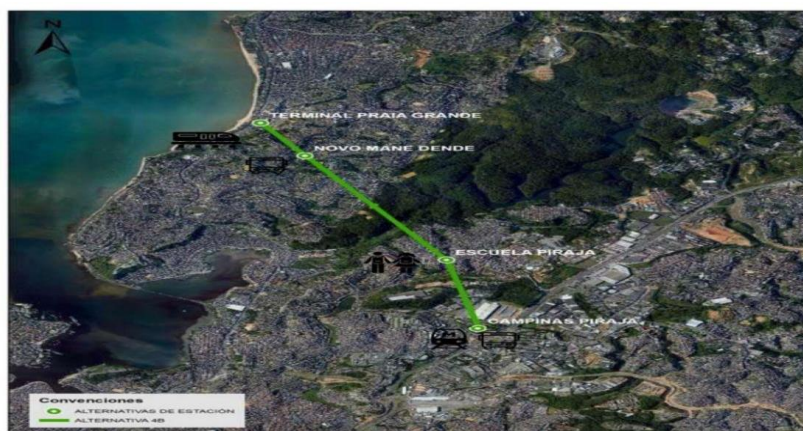 N
TERMINAL PRAIA GRANDE
NOVO MANE DENDE
ESCUELA PIRAJA
CAMPINAS PIRAJA
Convenciones
ALTERNATIVAS DE ESTACIÓN
ALTERNATIVA 4B